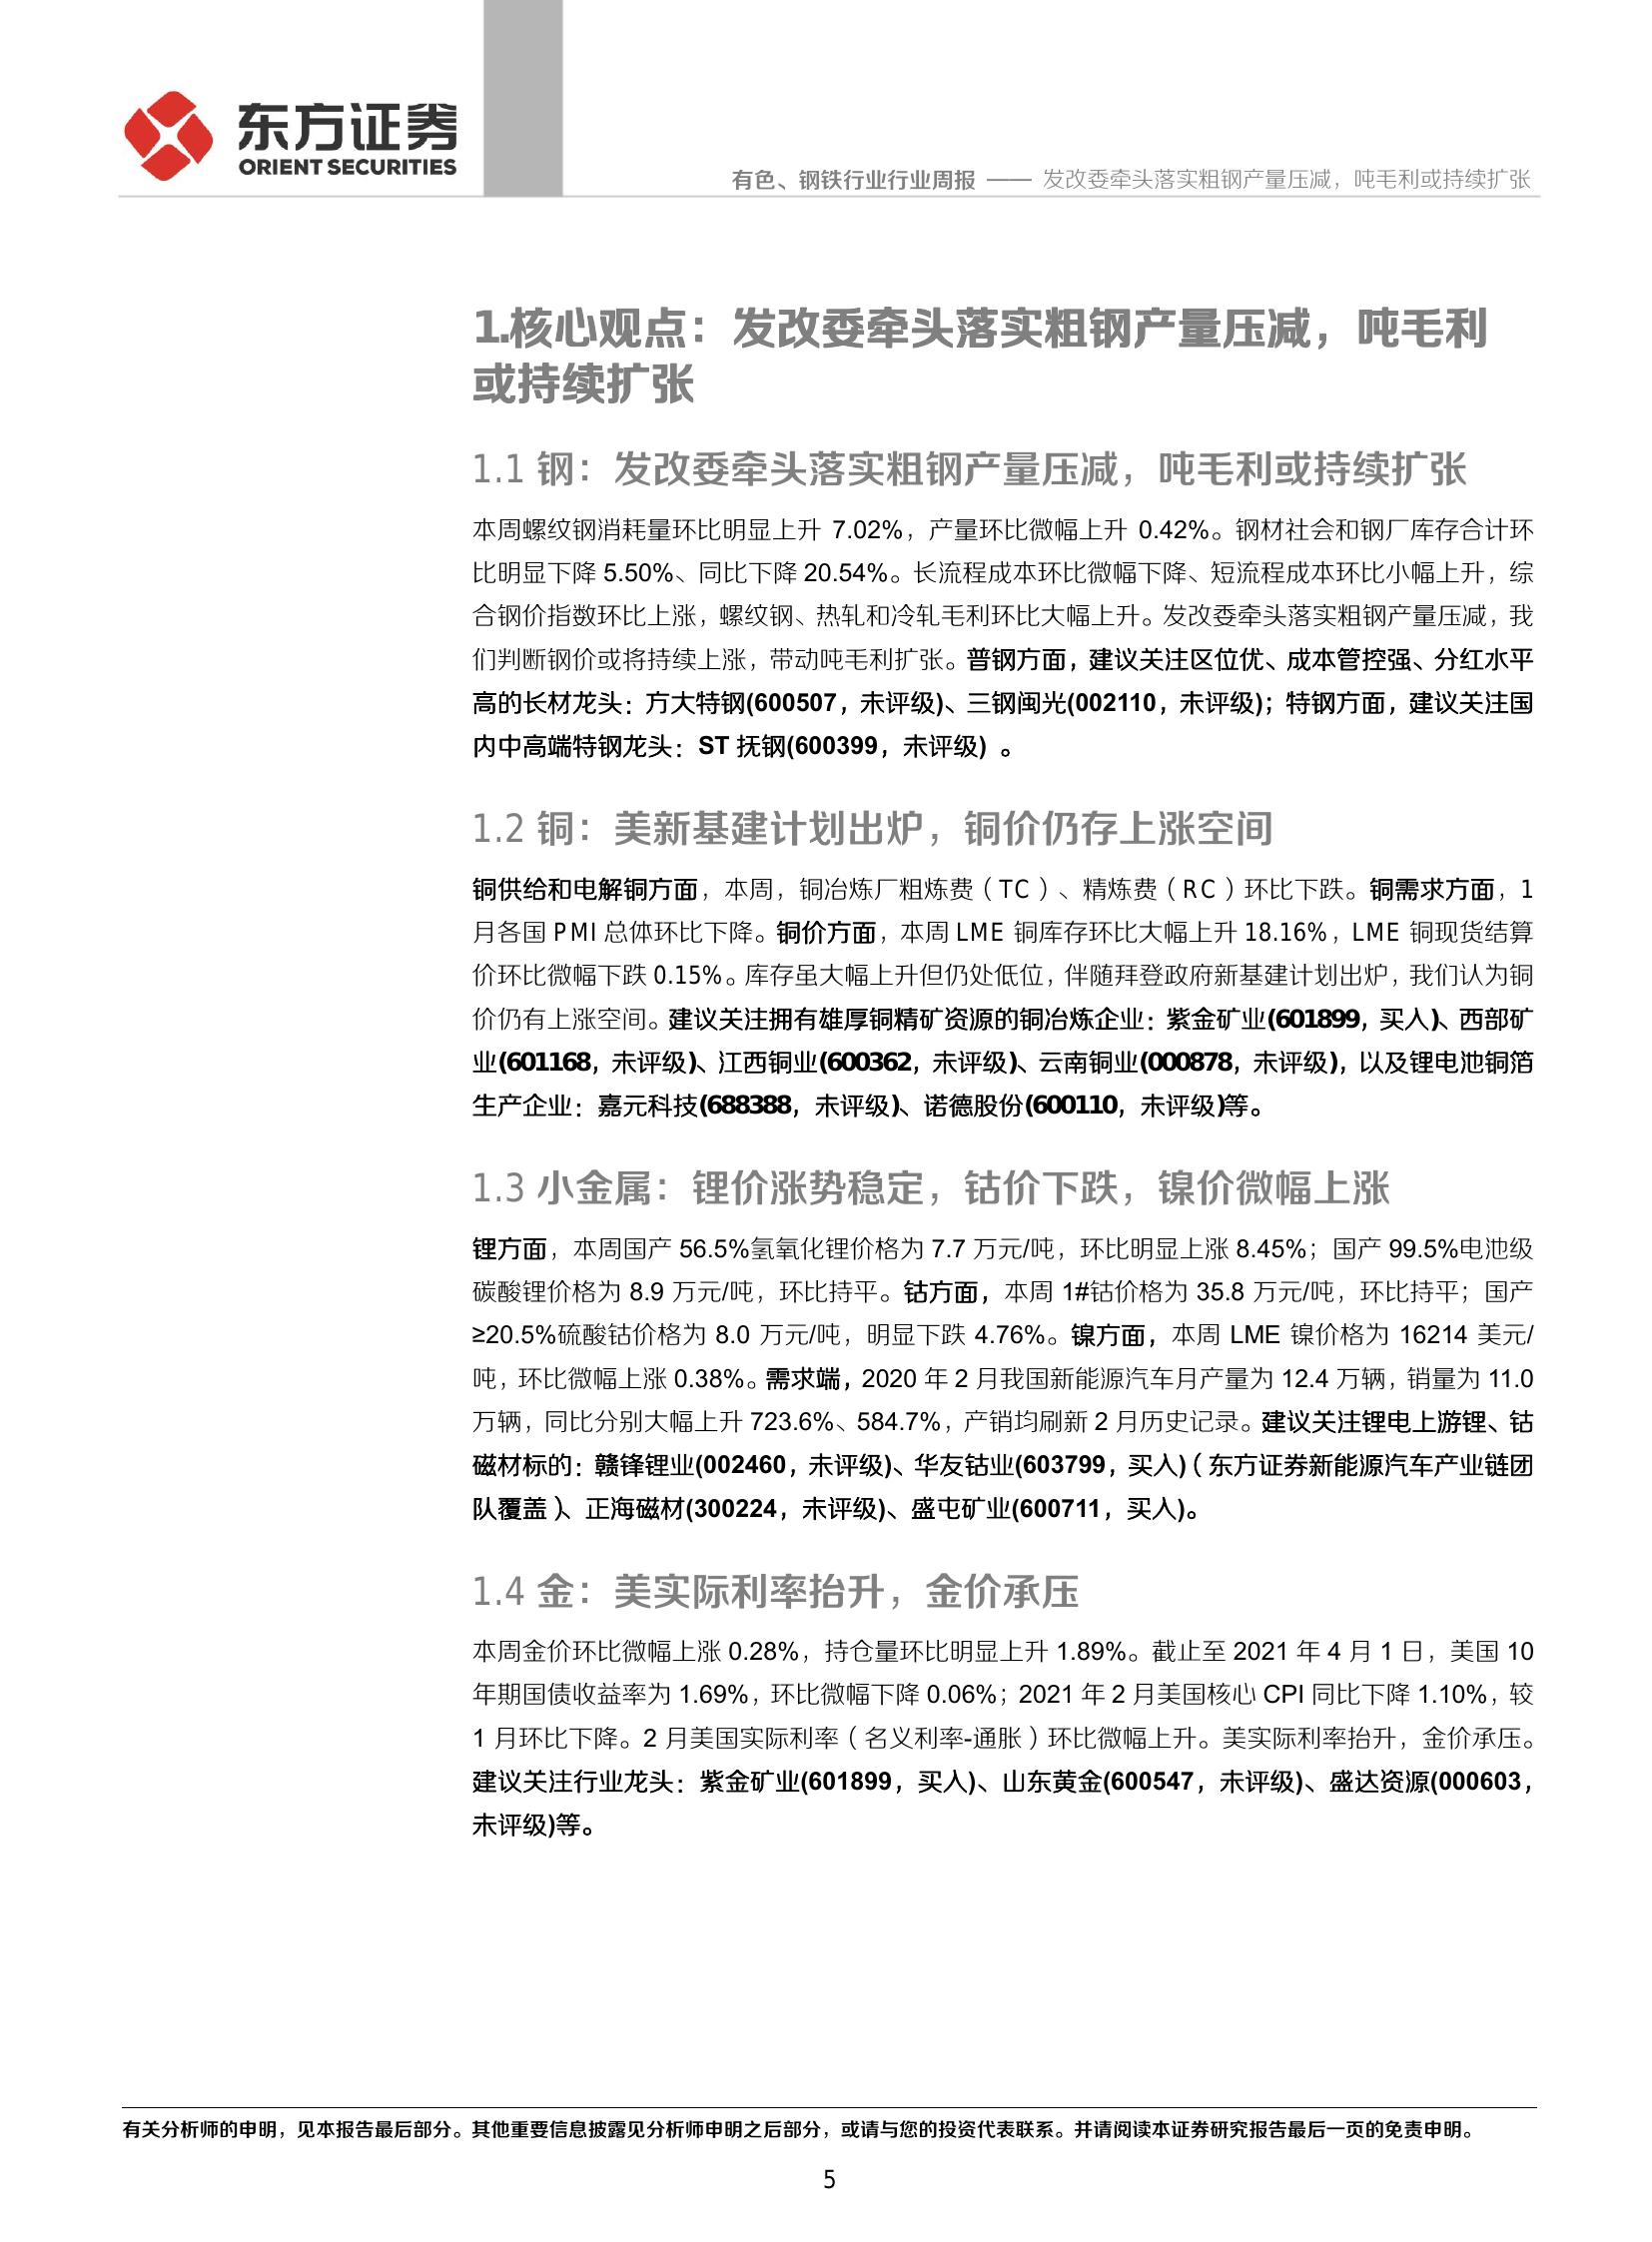 东方证券
ORIENT SECURITIES
有色、钢铁行业行业周报 —— 发改委牵头落实粗钢产量压减，吨毛利或持续扩张
1.核心观点：发改委牵头落实粗钢产量压减，吨毛利
或持续扩张
1.1 钢：发改委牵头落实粗钢产量压减，吨毛利或持续扩张
本周螺纹钢消耗量环比明显上升 7.02%，产量环比微幅上升 0.42%。钢材社会和钢厂库存合计环
比明显下降 5.50%、同比下降 20.54%。长流程成本环比微幅下降、短流程成本环比小幅上升，综
合钢价指数环比上涨，螺纹钢、热轧和冷轧毛利环比大幅上升。发改委牵头落实粗钢产量压减，我
们判断钢价或将持续上涨，带动吨毛利扩张。普钢方面，建议关注区位优、成本管控强、分红水平
高的长材龙头：方大特钢(600507，未评级)、三钢闽光(002110，未评级)；特钢方面，建议关注国
内中高端特钢龙头：ST 抚钢(600399，未评级) 。
1.2 铜：美新基建计划出炉，铜价仍存上涨空间
铜供给和电解铜方面，本周，铜冶炼厂粗炼费（TC）、精炼费（RC）环比下跌。铜需求方面，1
月各国 PMI 总体环比下降。铜价方面，本周 LME 铜库存环比大幅上升 18.16%，LME 铜现货结算
价环比微幅下跌 0.15%。库存虽大幅上升但仍处低位，伴随拜登政府新基建计划出炉，我们认为铜
价仍有上涨空间。建议关注拥有雄厚铜精矿资源的铜冶炼企业：紫金矿业(601899，买入)、西部矿
业(601168，未评级)、江西铜业(600362，未评级)、云南铜业(000878，未评级)，以及锂电池铜箔
生产企业：嘉元科技(688388，未评级)、诺德股份(600110，未评级)等。
1.3 小金属：锂价涨势稳定，钴价下跌，镍价微幅上涨
锂方面，本周国产 56.5%氢氧化锂价格为 7.7 万元/吨，环比明显上涨 8.45%；国产 99.5%电池级
碳酸锂价格为 8.9 万元/吨，环比持平。钴方面，本周 1#钴价格为 35.8 万元/吨，环比持平；国产
≥20.5%硫酸钴价格为 8.0 万元/吨，明显下跌 4.76%。镍方面，本周 LME 镍价格为 16214 美元/
吨，环比微幅上涨 0.38%。需求端，2020 年 2 月我国新能源汽车月产量为 12.4 万辆，销量为 11.0
万辆，同比分别大幅上升 723.6%、584.7%，产销均刷新 2 月历史记录。建议关注锂电上游锂、钴
磁材标的：赣锋锂业(002460，未评级)、华友钴业(603799，买入)（东方证券新能源汽车产业链团
队覆盖）、正海磁材(300224，未评级)、盛屯矿业(600711，买入)。
1.4 金：美实际利率抬升，金价承压
本周金价环比微幅上涨 0.28%，持仓量环比明显上升 1.89%。截止至 2021 年 4 月 1 日，美国 10
年期国债收益率为 1.69%，环比微幅下降 0.06%；2021 年 2 月美国核心 CPI 同比下降 1.10%，较
1 月环比下降。2 月美国实际利率（名义利率-通胀）环比微幅上升。美实际利率抬升，金价承压。
建议关注行业龙头：紫金矿业(601899，买入)、山东黄金(600547，未评级)、盛达资源(000603，
未评级)等。
有关分析师的申明，见本报告最后部分。其他重要信息披露见分析师申明之后部分，或请与您的投资代表联系。并请阅读本证券研究报告最后一页的免责申明。
5